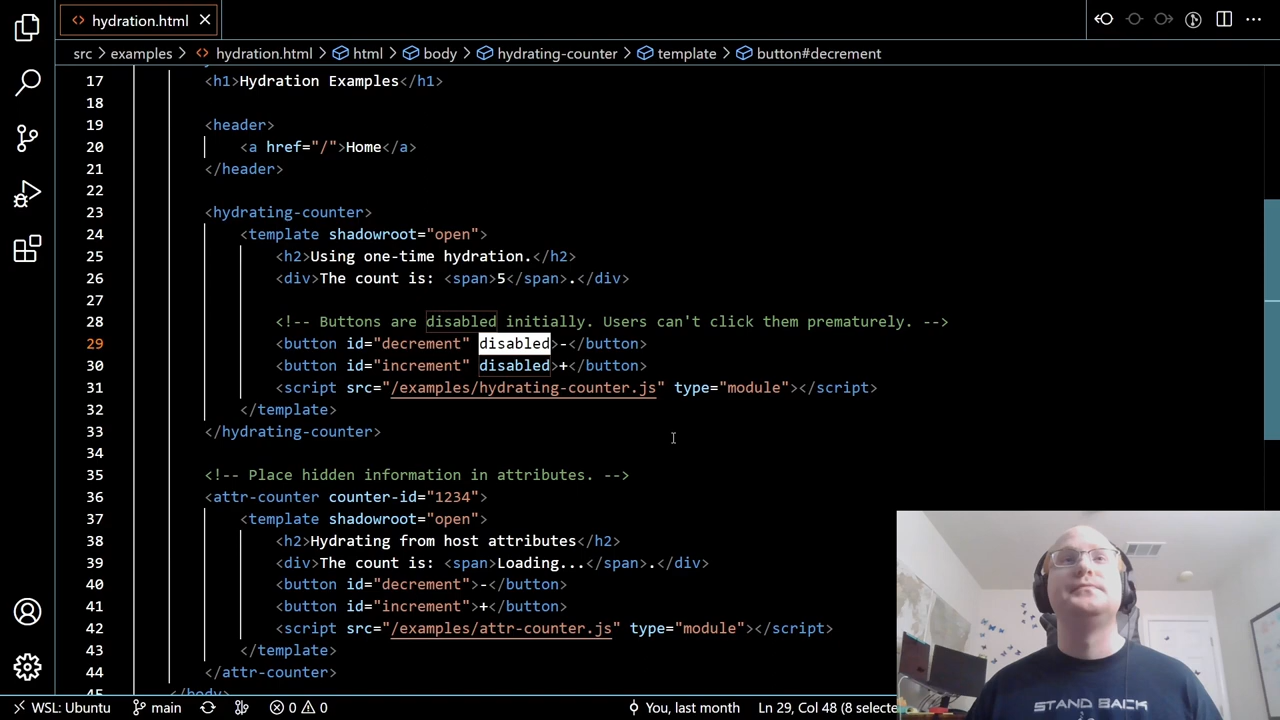 hydration.html
src > examples > hydration.html > html > body > hydrating-counter > template > button#decrement
17 <h1>Hydration Examples</h1>
18
19 <header>
20 <a href="/">Home</a>
21 </header>
22
23 <hydrating-counter>
24 <template shadowroot="open">
25 <h2>Using one-time hydration.</h2>
26 <div>The count is: <span>5</span>.</div>
27
28 <!-- Buttons are disabled initially. Users can't click them prematurely. -->
29 <button id="decrement" disabled>-</button>
30 <button id="increment" disabled>+</button>
31 <script src="/examples/hydrating-counter.js" type="module"></script>
32 </template>
33 </hydrating-counter>
34
35 <!-- Place hidden information in attributes. -->
36 <attr-counter counter-id="1234">
37 <template shadowroot="open">
38 <h2>Hydrating from host attributes</h2>
39 <div>The count is: <span>Loading...</span>.</div>
40 <button id="decrement">-</button>
41 <button id="increment">+</button>
42 <script src="/examples/attr-counter.js" type="module"></script>
43 </template>
44 </attr-counter>
45 </body>
STAND BACK
WSL: Ubuntu main 0 0 You, last month Ln 29, Col 48 (8 selecte